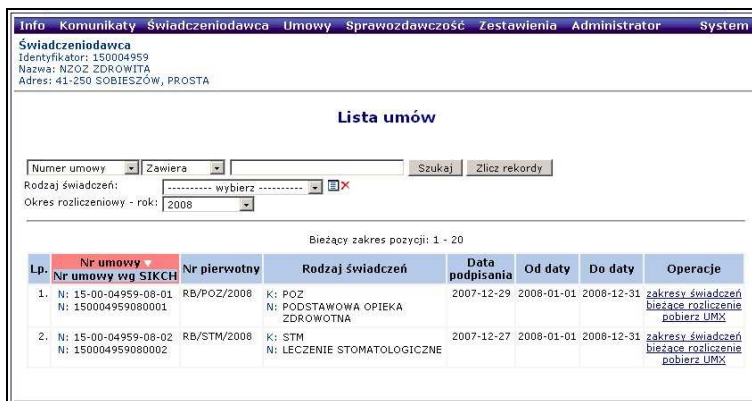 Info Komunikaty Świadczeniodawca Umowy Sprawozdawczość Zestawienia Administrator System
Świadczeniodawca
Identyfikator: 150004959
Nazwa: NZOZ ZDROWITA
Adres: 41-250 SOBIESZÓW, PROSTA
Lista umów
Numer umowy Zawiera Szukaj Zlicz rekordy
Rodzaj świadczeń: ---------- wybierz ----------
Okres rozliczeniowy - rok: 2008
Bieżący zakres pozycji: 1 - 20
Lp. Nr umowy Nr umowy wg SIKCH Nr pierwotny Rodzaj świadczeń Data podpisania Od daty Do daty Operacje
1. N: 15-00-04959-08-01 RB/POZ/2008 K: POZ 2007-12-29 2008-01-01 2008-12-31 zakresy świadczeń
N: 150004959080001 N: PODSTAWOWA OPIEKA bieżące rozliczenie
ZDROWOTNA pobierz UMX
2. N: 15-00-04959-08-02 RB/STM/2008 K: STM 2007-12-27 2008-01-01 2008-12-31 zakresy świadczeń
N: 150004959080002 N: LECZENIE STOMATOLOGICZNE bieżące rozliczenie
pobierz UMX